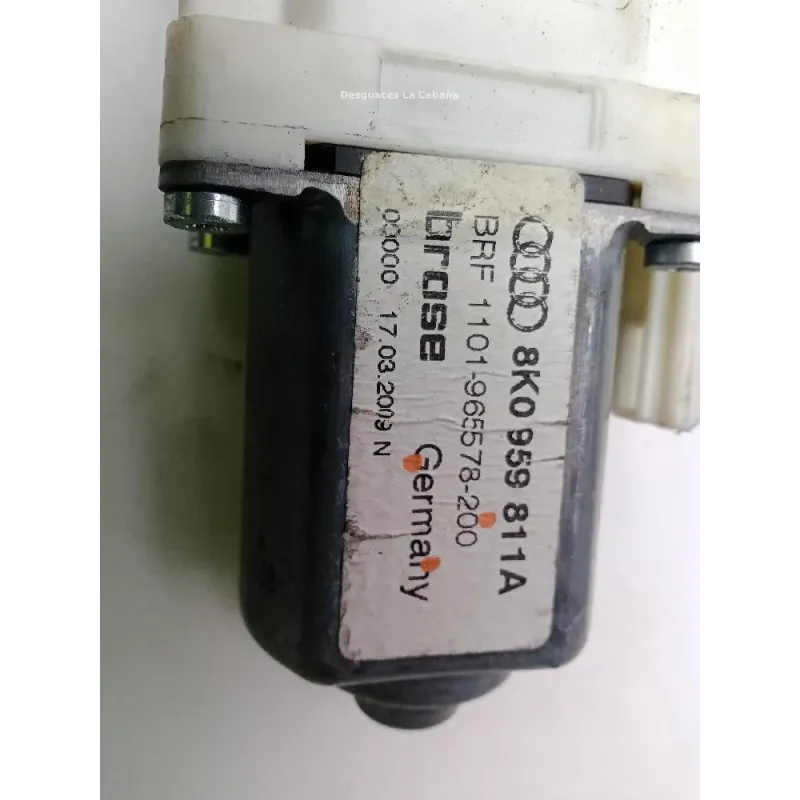 Desguaces La Cabaña
8K0 959 811A
BRF 1101-965578-200
brose Germany
00000 17.03.2009 N